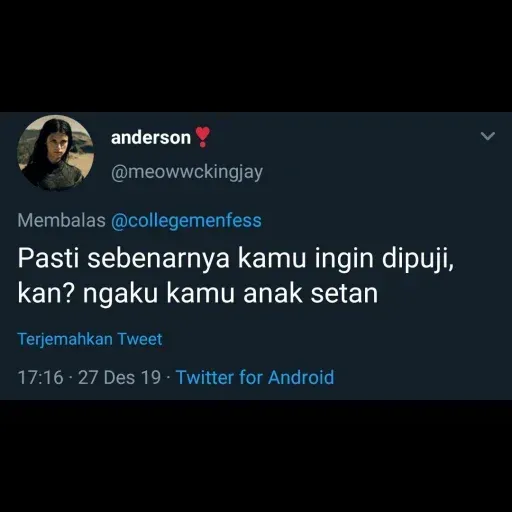 anderson❣
@meowwckingjay
Membalas @collegemenfess
Pasti sebenarnya kamu ingin dipuji,
kan? ngaku kamu anak setan
Terjemahkan Tweet
17:16 · 27 Des 19 · Twitter for Android